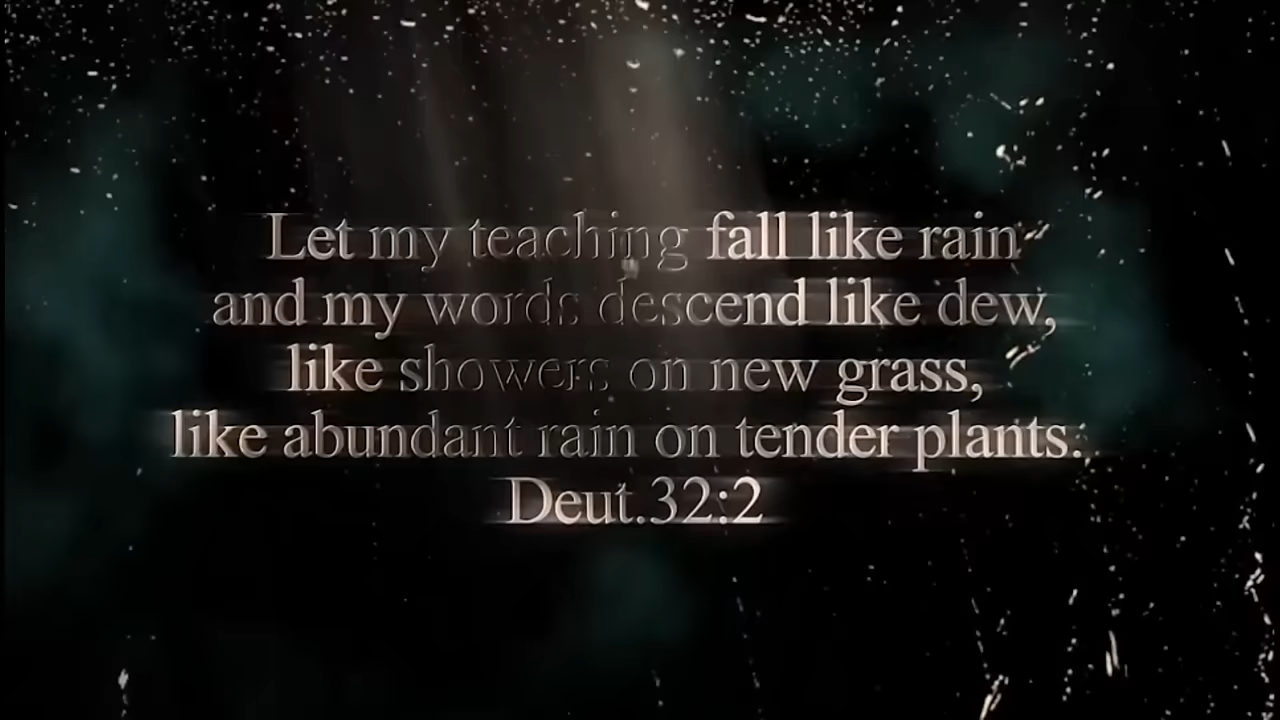 Let my teaching fall like rain
and my words descend like dew,
like showers on new grass,
like abundant rain on tender plants.
Deut.32:2